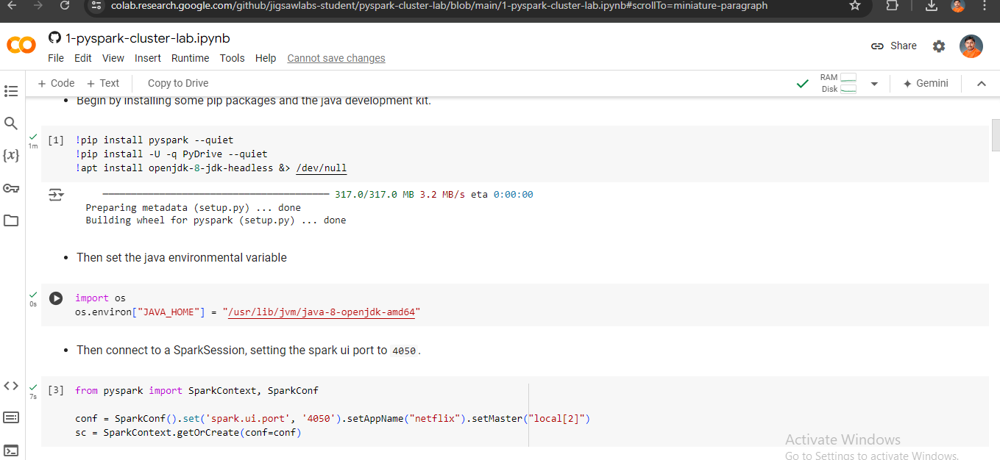 colab.research.google.com/github/jigsawlabs-student/pyspark-cluster-lab/blob/main/1-pyspark-cluster-lab.ipynb#scrollTo=miniature-paragraph
1-pyspark-cluster-lab.ipynb
File Edit View Insert Runtime Tools Help Cannot save changes
Share
+ Code + Text Copy to Drive
RAM
Disk
Gemini
• Begin by installing some pip packages and the java development kit.
1m
[1] !pip install pyspark --quiet
!pip install -U -q PyDrive --quiet
!apt install openjdk-8-jdk-headless &> /dev/null
317.0/317.0 MB 3.2 MB/s eta 0:00:00
Preparing metadata (setup.py) ... done
Building wheel for pyspark (setup.py) ... done
• Then set the java environmental variable
0s
import os
os.environ["JAVA_HOME"] = "/usr/lib/jvm/java-8-openjdk-amd64"
• Then connect to a SparkSession, setting the spark ui port to 4050.
7s
[3] from pyspark import SparkContext, SparkConf
conf = SparkConf().set('spark.ui.port', '4050').setAppName("netflix").setMaster("local[2]")
sc = SparkContext.getOrCreate(conf=conf)
Activate Windows
Go to Settings to activate Windows.